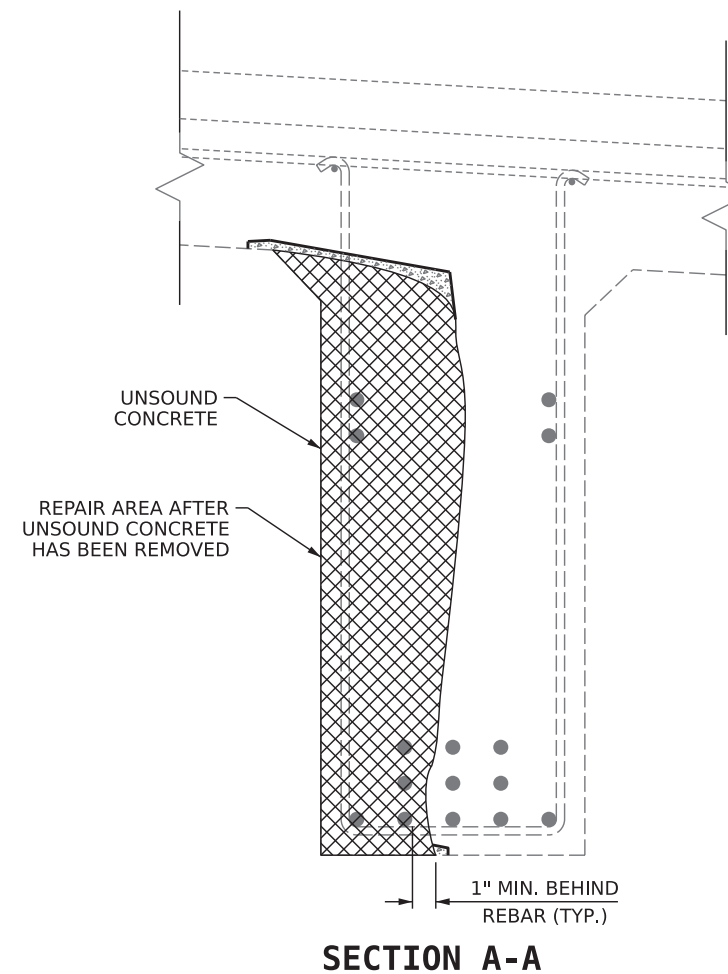 UNSOUND
CONCRETE
REPAIR AREA AFTER
UNSOUND CONCRETE
HAS BEEN REMOVED
1" MIN. BEHIND
REBAR (TYP.)
SECTION A-A